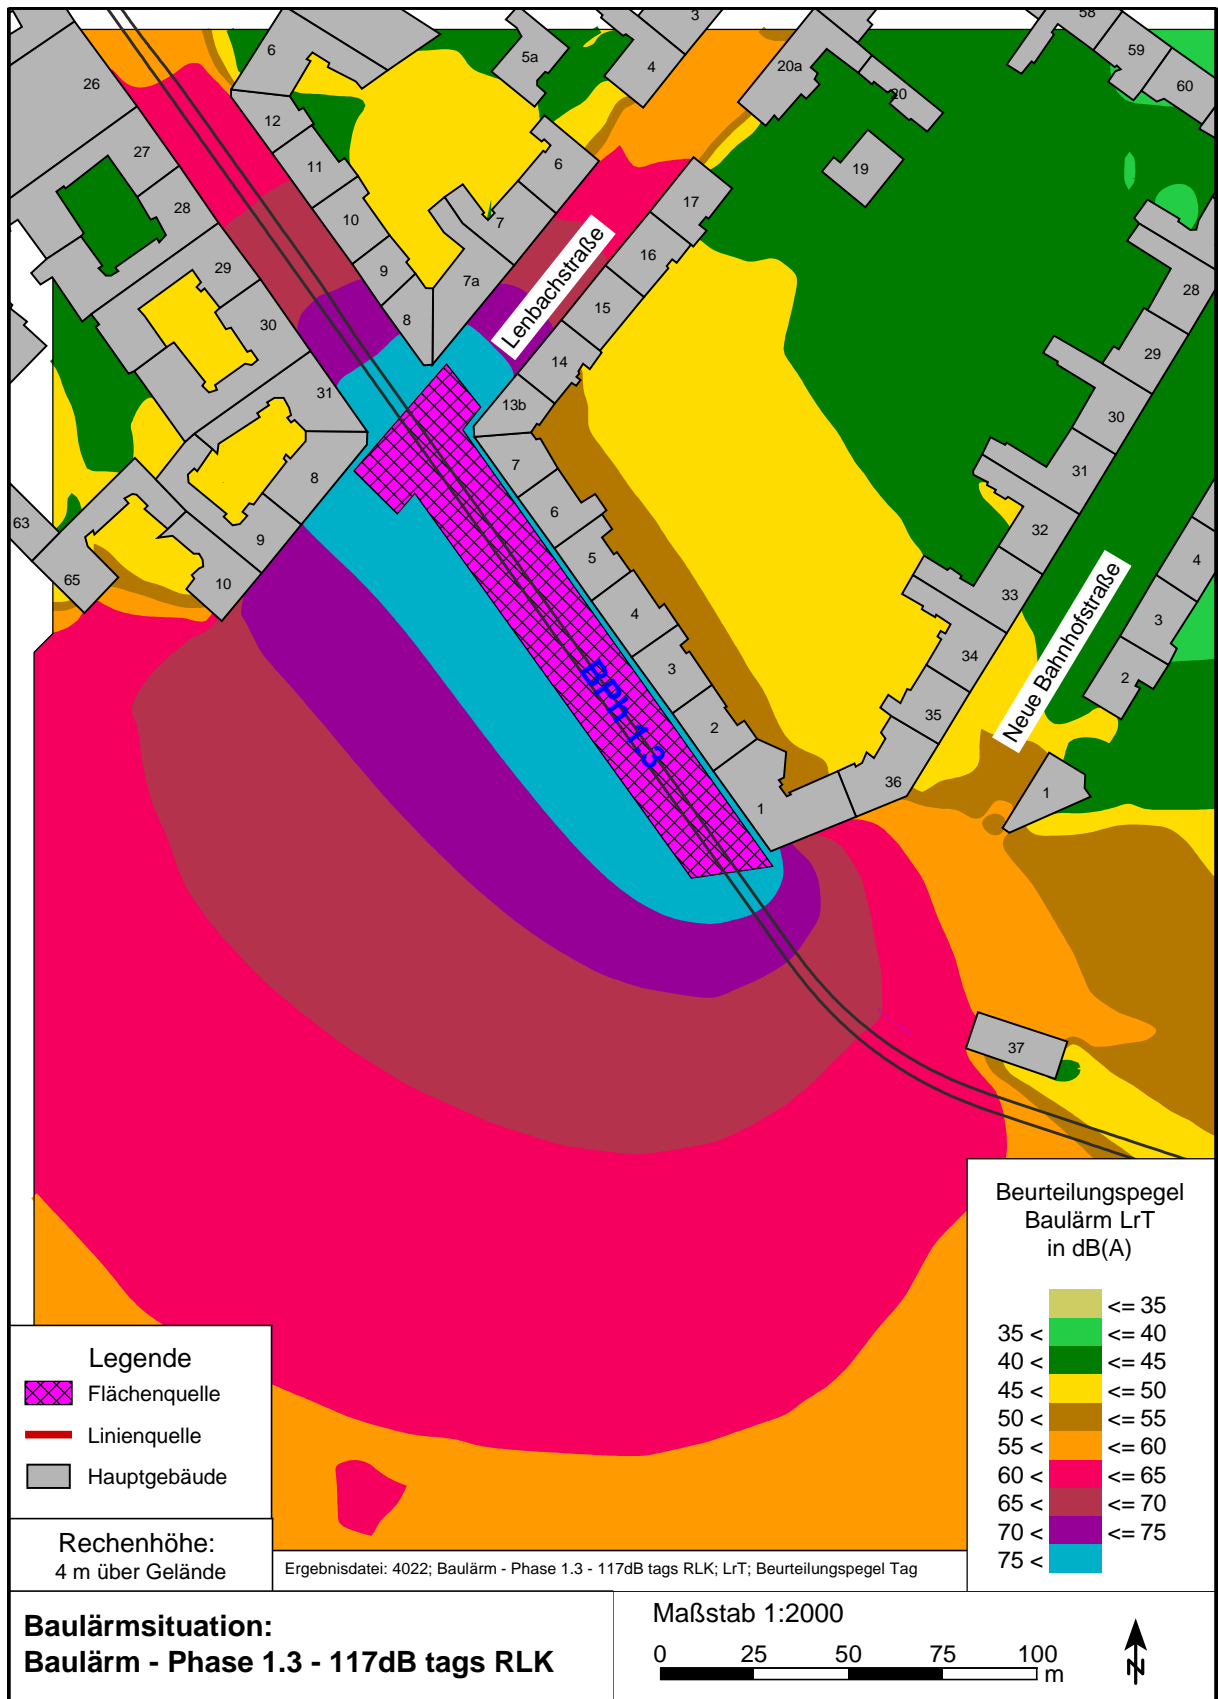 6
5a
3
4
20a
20
58
59
60
26
12
27
11
6
19
28
10
7
17
29
9
7a
16
28
30
8
Lenbachstraße
15
29
31
14
13b
30
8
7
31
63
9
6
32
65
10
5
33
4
4
3
3
34
2
BPh 1.3
Neue Bahnhofstraße
2
35
36
1
1
37
Beurteilungspegel
Baulärm LrT
in dB(A)
<= 35
35 < <= 40
40 < <= 45
45 < <= 50
50 < <= 55
55 < <= 60
60 < <= 65
65 < <= 70
70 < <= 75
75 <
Legende
Flächenquelle
Linienquelle
Hauptgebäude
Rechenhöhe:
4 m über Gelände
Ergebnisdatei: 4022; Baulärm - Phase 1.3 - 117dB tags RLK; LrT; Beurteilungspegel Tag
Baulärmsituation:
Baulärm - Phase 1.3 - 117dB tags RLK
Maßstab 1:2000
0 25 50 75 100
m
N